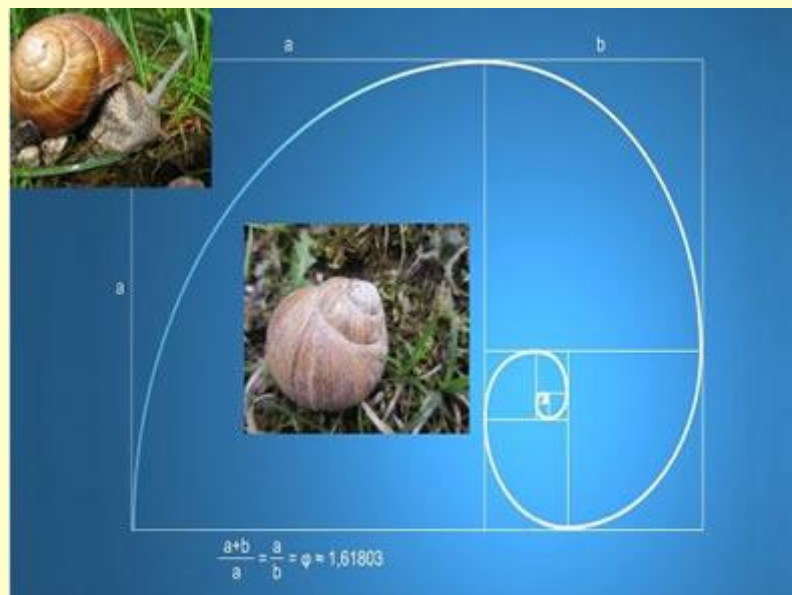 a b
a
a+b/a = a/b = φ ≈ 1,61803